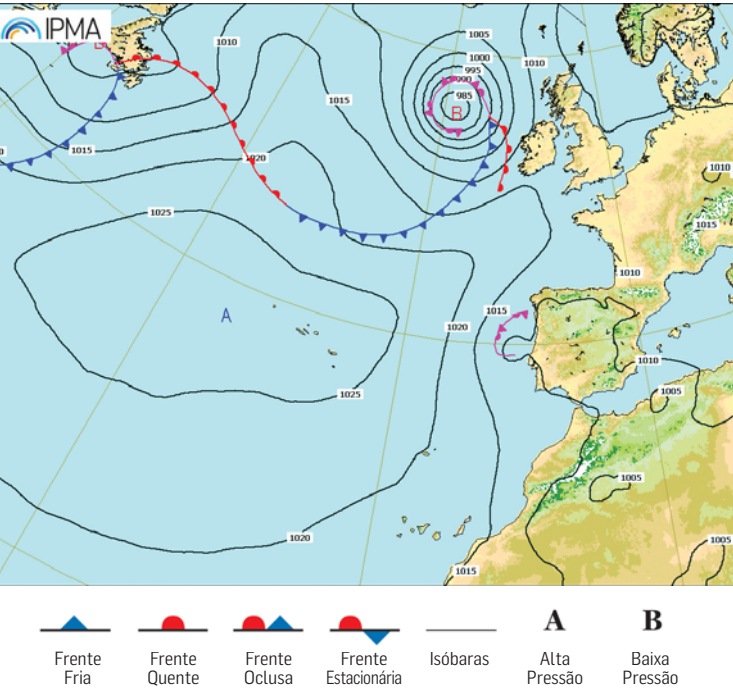 IPMA
B
1005
1010
1000
995
990
1010
985
1015
B
1015
1020
1010
1025
1015
1010
A
1015
1020
1010
1025
1005
1005
1020
1005
1015
A
B
Frente Fria
Frente Quente
Frente Oclusa
Frente Estacionária
Isóbaras
Alta Pressão
Baixa Pressão